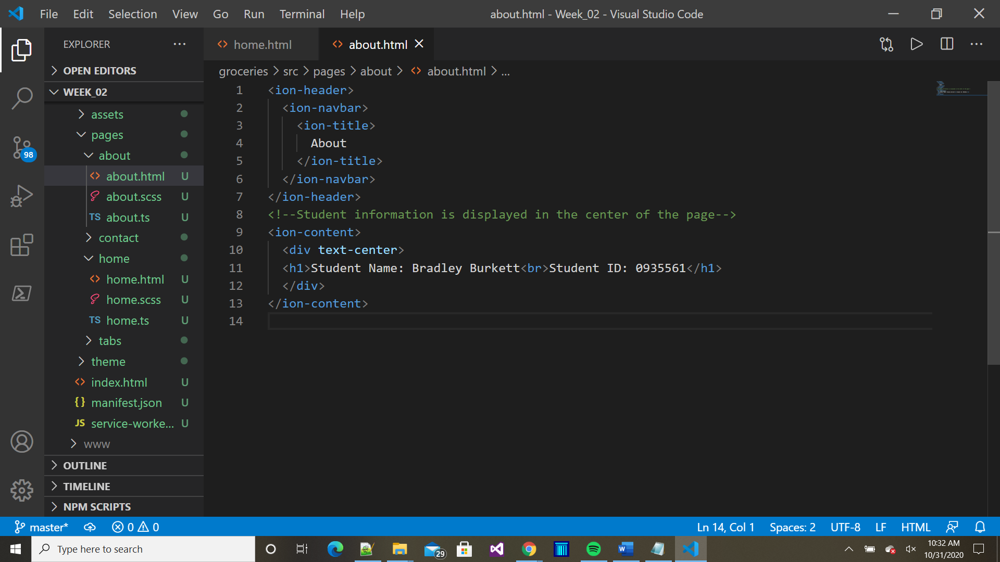 File Edit Selection View Go Run Terminal Help about.html - Week_02 - Visual Studio Code
EXPLORER
home.html
about.html
OPEN EDITORS
groceries > src > pages > about > about.html > ...
WEEK_02
assets
pages
about
about.html U
about.scss U
about.ts U
contact
home
home.html U
home.scss U
home.ts U
tabs
theme
index.html U
manifest.json U
service-worke... U
www
OUTLINE
TIMELINE
NPM SCRIPTS
98
1 <ion-header>
2 <ion-navbar>
3 <ion-title>
4 About
5 </ion-title>
6 </ion-navbar>
7 </ion-header>
8 <!--Student information is displayed in the center of the page-->
9 <ion-content>
10 <div text-center>
11 <h1>Student Name: Bradley Burkett<br>Student ID: 0935561</h1>
12 </div>
13 </ion-content>
14
master* 0 0 Ln 14, Col 1 Spaces: 2 UTF-8 LF HTML
Type here to search
29
10:32 AM
10/31/2020